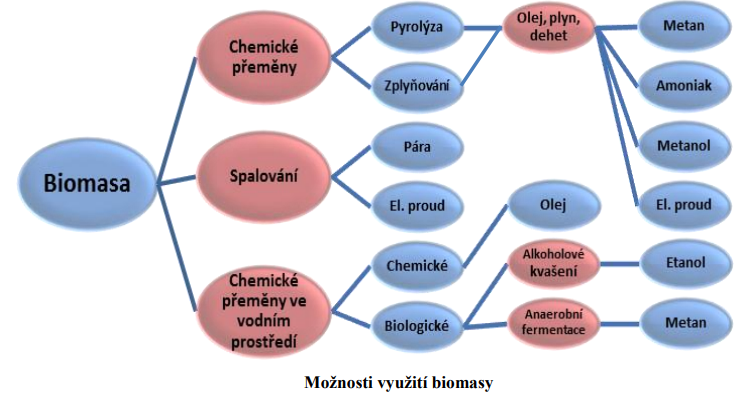 Biomasa
Chemické
přeměny
Pyrolýza
Zplyňování
Olej, plyn,
dehet
Metan
Amoniak
Metanol
El. proud
Spalování
Pára
El. proud
Chemické
přeměny ve
vodním
prostředí
Chemické
Olej
Biologické
Alkoholové
kvašení
Etanol
Anaerobní
fermentace
Metan
Možnosti využití biomasy